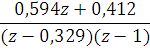 0,594z + 0,412
(z − 0,329)(z − 1)